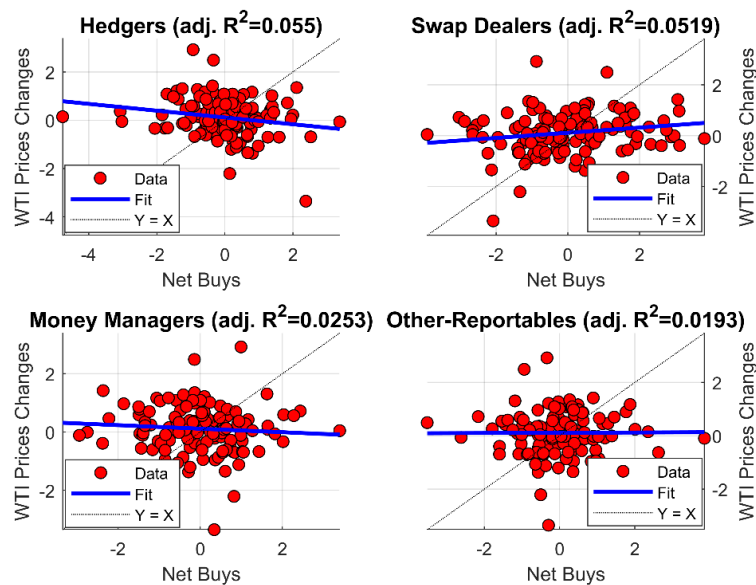 Hedgers (adj. R²=0.055)
WTI Prices Changes
2
0
-2
-4
Data
Fit
Y = X
-4
-2
0
2
Net Buys
Swap Dealers (adj. R²=0.0519)
WTI Prices Changes
2
0
-2
Data
Fit
Y = X
-2
0
2
Net Buys
Money Managers (adj. R²=0.0253)
WTI Prices Changes
2
0
-2
Data
Fit
Y = X
-2
0
2
Net Buys
Other-Reportables (adj. R²=0.0193)
WTI Prices Changes
2
0
-2
Data
Fit
Y = X
-2
0
2
Net Buys